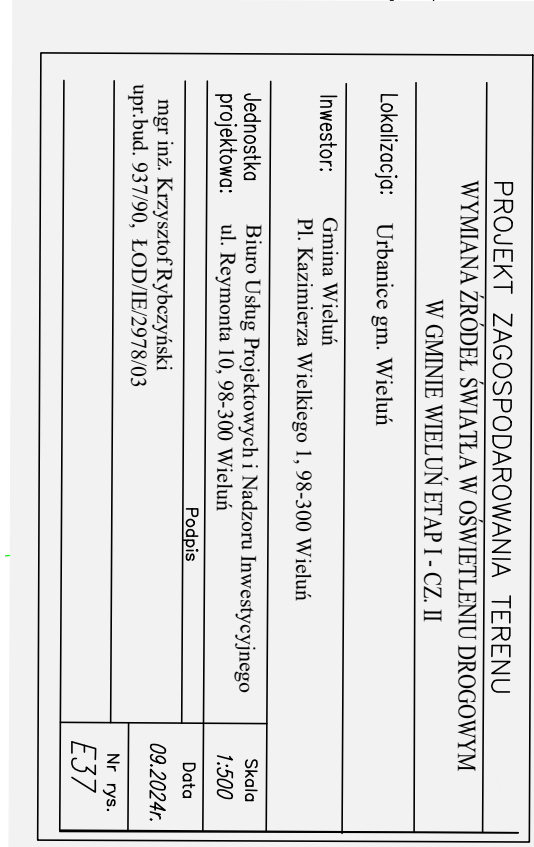 PROJEKT ZAGOSPODAROWANIA TERENU
WYMIANA ŹRÓDEŁ ŚWIATŁA W OŚWIETLENIU DROGOWYM
W GMINIE WIELUŃ ETAP I - CZ. II
Lokalizacja: Urbanice gm. Wieluń
Inwestor: Gmina Wieluń
Pl. Kazimierza Wielkiego 1, 98-300 Wieluń
Jednostka projektowa: Biuro Usług Projektowych i Nadzoru Inwestycyjnego
ul. Reymonta 10, 98-300 Wieluń
Skala
1:500
Podpis
mgr inż. Krzysztof Rybczyński
upr.bud. 937/90, ŁOD/IE/2978/03
Data
09.2024r.
Nr rys.
E37